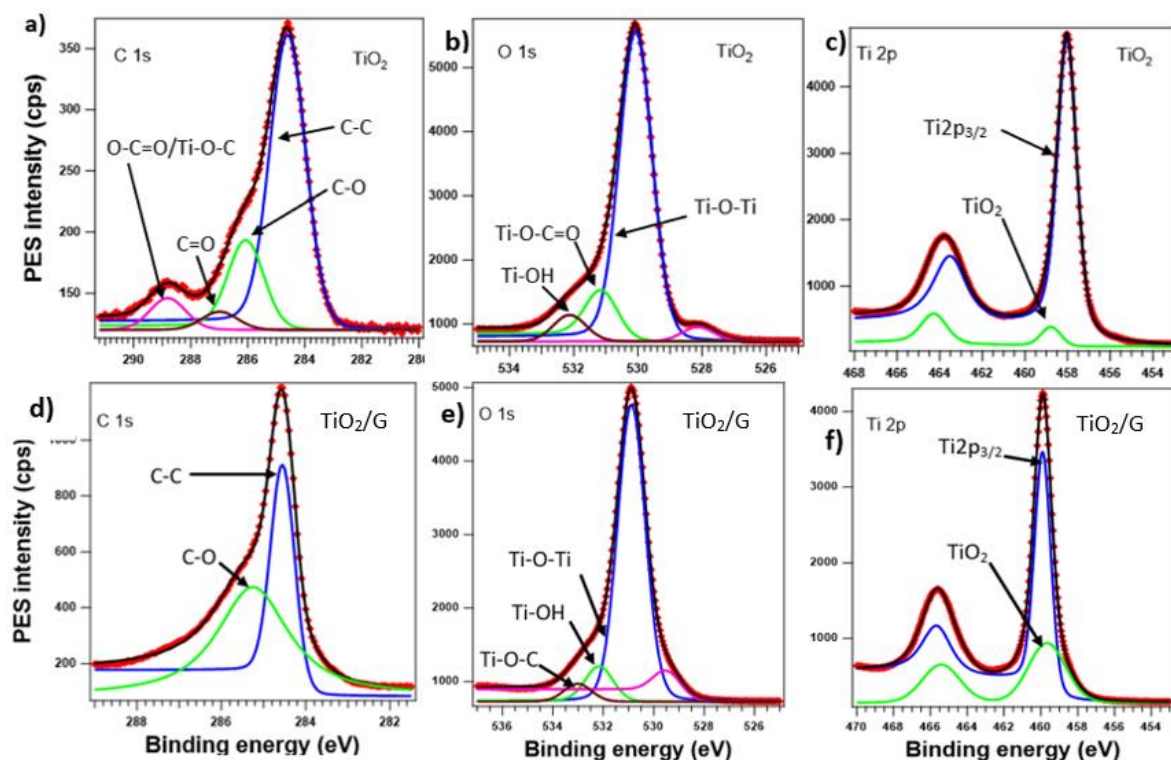 a)
C 1s
TiO₂
PES intensity (cps)
350
300
250
200
150
O-C=O/Ti-O-C
C=O
C-C
C-O
290 288 286 284 282
b)
O 1s
TiO₂
5000
4000
3000
2000
1000
Ti-O-C=O
Ti-OH
Ti-O-Ti
534 532 530 528 526
c)
Ti 2p
TiO₂
4000
3000
2000
1000
Ti2p₃/₂
TiO₂
468 466 464 462 460 458 456 454
d)
C 1s
TiO₂/G
PES intensity (cps)
800
600
400
200
C-C
C-O
288 286 284 282
Binding energy (eV)
e)
O 1s
TiO₂/G
5000
4000
3000
2000
1000
Ti-O-Ti
Ti-OH
Ti-O-C
536 534 532 530 528 526
Binding energy (eV)
f)
Ti 2p
TiO₂/G
4000
3000
2000
1000
Ti2p₃/₂
TiO₂
470 468 466 464 462 460 458 456 454
Binding energy (eV)